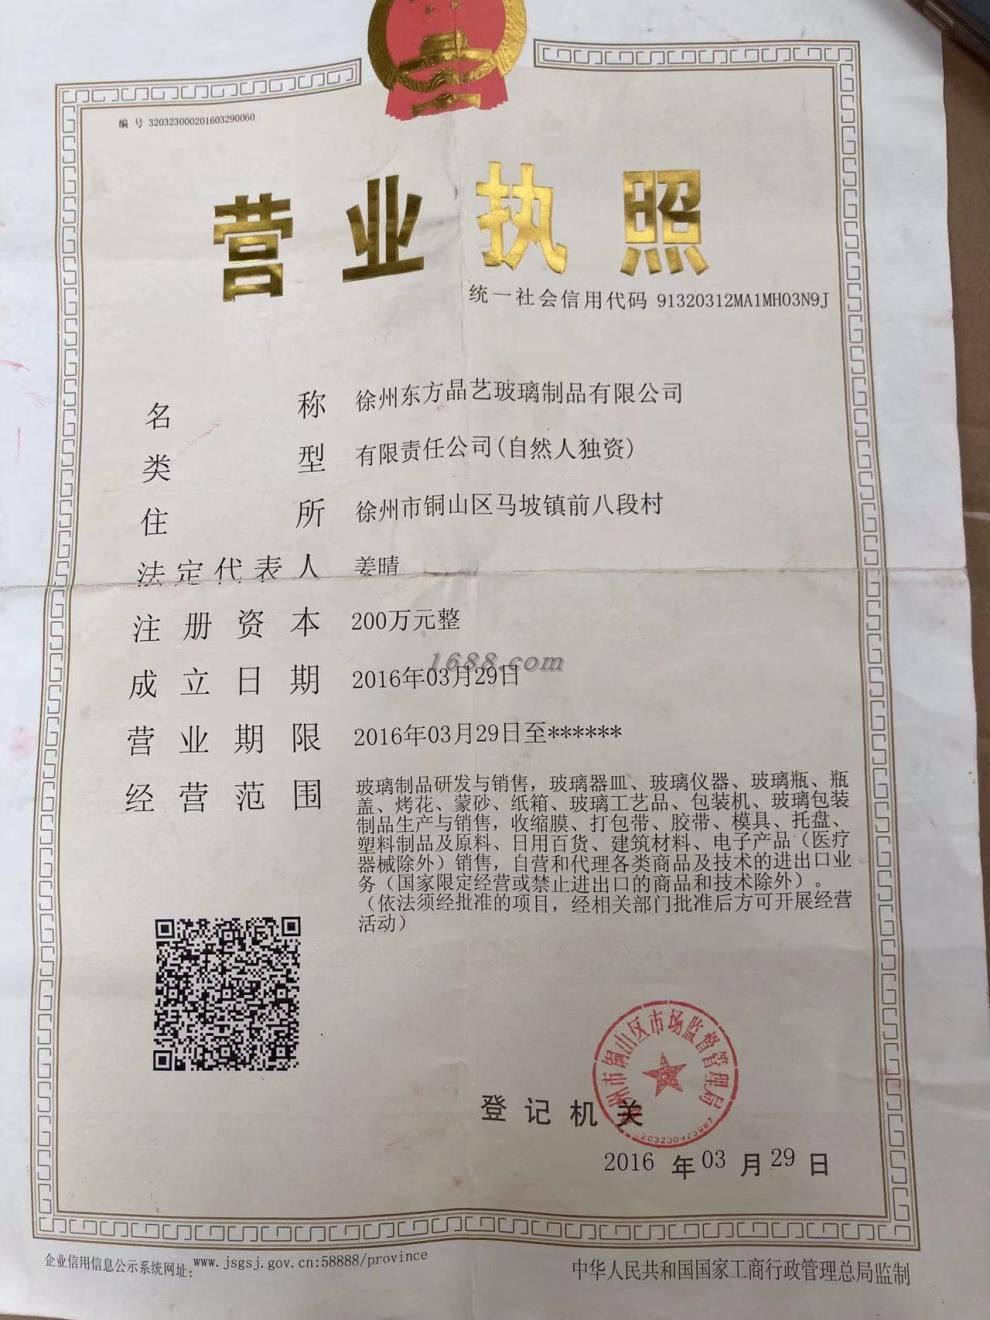 编 号 320323000201603290060
营业执照
统一社会信用代码 91320312MA1MH03N9J
名 称 徐州东方晶艺玻璃制品有限公司
类 型 有限责任公司(自然人独资)
住 所 徐州市铜山区马坡镇前八段村
法定代表人 姜晴
注册资本 200万元整
1688.com
成立日期 2016年03月29日
营业期限 2016年03月29日至******
经营范围 玻璃制品研发与销售，玻璃器皿、玻璃仪器、玻璃瓶、瓶
盖、烤花、蒙砂、纸箱、玻璃工艺品、包装机、玻璃包装
制品生产与销售，收缩膜、打包带、胶带、模具、托盘、
塑料制品及原料、日用百货、建筑材料、电子产品（医疗
器械除外）销售，自营和代理各类商品及技术的进出口业
务（国家限定经营或禁止进出口的商品和技术除外）。
（依法须经批准的项目，经相关部门批准后方可开展经营
活动）
州市铜山区市场监督管理局
登记机关
2016 年 03 月 29 日
企业信用信息公示系统网址: www.jsgsj.gov.cn:58888/province
中华人民共和国国家工商行政管理总局监制